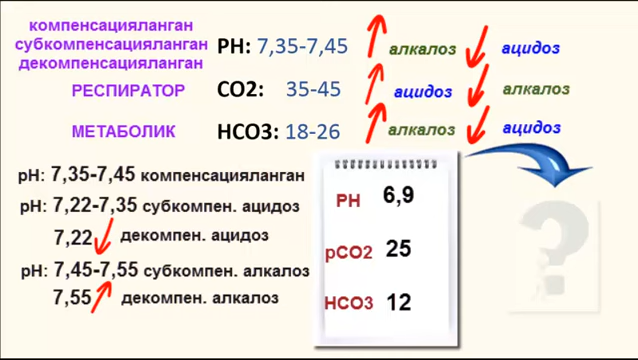 компенсацияланган
субкомпенсацияланган
декомпенсацияланган
PH: 7,35-7,45 алкалоз ацидоз
РЕСПИРАТОР CO2: 35-45 ацидоз алкалоз
МЕТАБОЛИК HCO3: 18-26 алкалоз ацидоз
pH: 7,35-7,45 компенсацияланган
pH: 7,22-7,35 субкомпен. ацидоз
7,22 декомпен. ацидоз
pH: 7,45-7,55 субкомпен. алкалоз
7,55 декомпен. алкалоз
PH 6,9
pCO2 25
HCO3 12
?